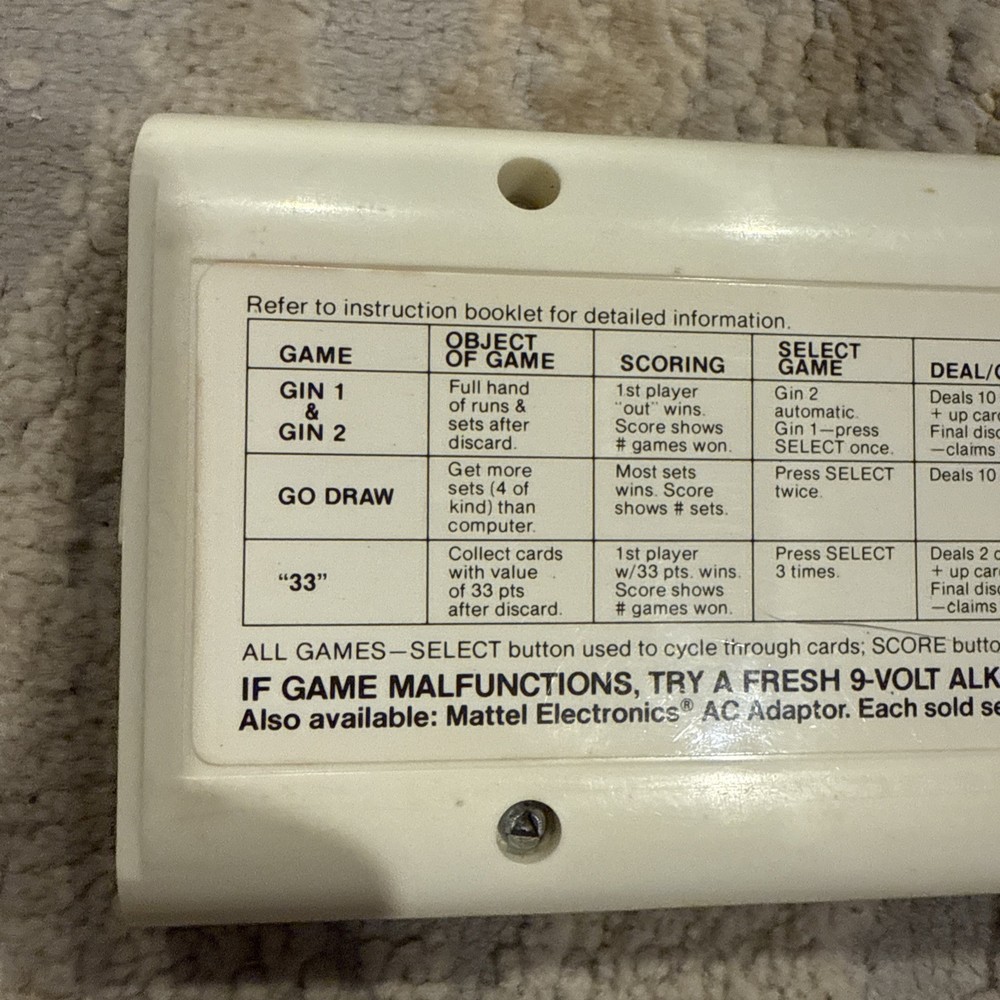 Refer to instruction booklet for detailed information.
GAME
OBJECT
OF GAME
SCORING
SELECT
GAME
DEAL/
GIN 1
&
GIN 2
Full hand
of runs &
sets after
discard.
1st player
"out" wins.
Score shows
# games won.
Gin 2
automatic.
Gin 1—press
SELECT once.
Deals 10
+ up
Final
—claims
GO DRAW
Get more
sets (4 of
kind) than
computer.
Most sets
wins. Score
shows # sets.
Press SELECT
twice.
Deals 10
"33"
Collect cards
with value
of 33 pts
after discard.
1st player
w/33 pts. wins.
Score shows
# games won.
Press SELECT
3 times.
Deals 2
+ up
Final
—claims
ALL GAMES—SELECT button used to cycle through cards; SCORE
IF GAME MALFUNCTIONS, TRY A FRESH 9-VOLT
Also available: Mattel Electronics® AC Adaptor. Each sold